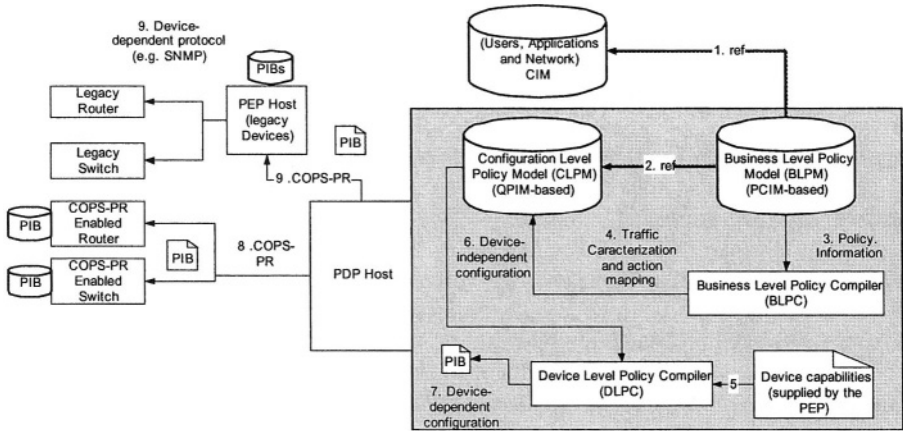 9. Device-
dependent protocol
(e.g. SNMP)
PIBs
(Users, Applications
and Network)
CIM
1. ref
Legacy
Router
PEP Host
(legacy
Devices)
PIB
Legacy
Switch
9 .COPS-PR
Configuration Level
Policy Model (CLPM)
(QPIM-based)
2. ref
Business Level Policy
Model (BLPM)
(PCIM-based)
PIB
COPS-PR
Enabled
Router
PIB
8 .COPS-
PR
PIB
COPS-PR
Enabled
Switch
PDP Host
6. Device-
independent
configuration
4. Traffic
Caracterization
and action
mapping
3. Policy.
Information
Business Level Policy Compiler
(BLPC)
PIB
7. Device-
dependent
configuration
Device Level Policy Compiler
(DLPC)
5
Device capabilities
(supplied by the
PEP)